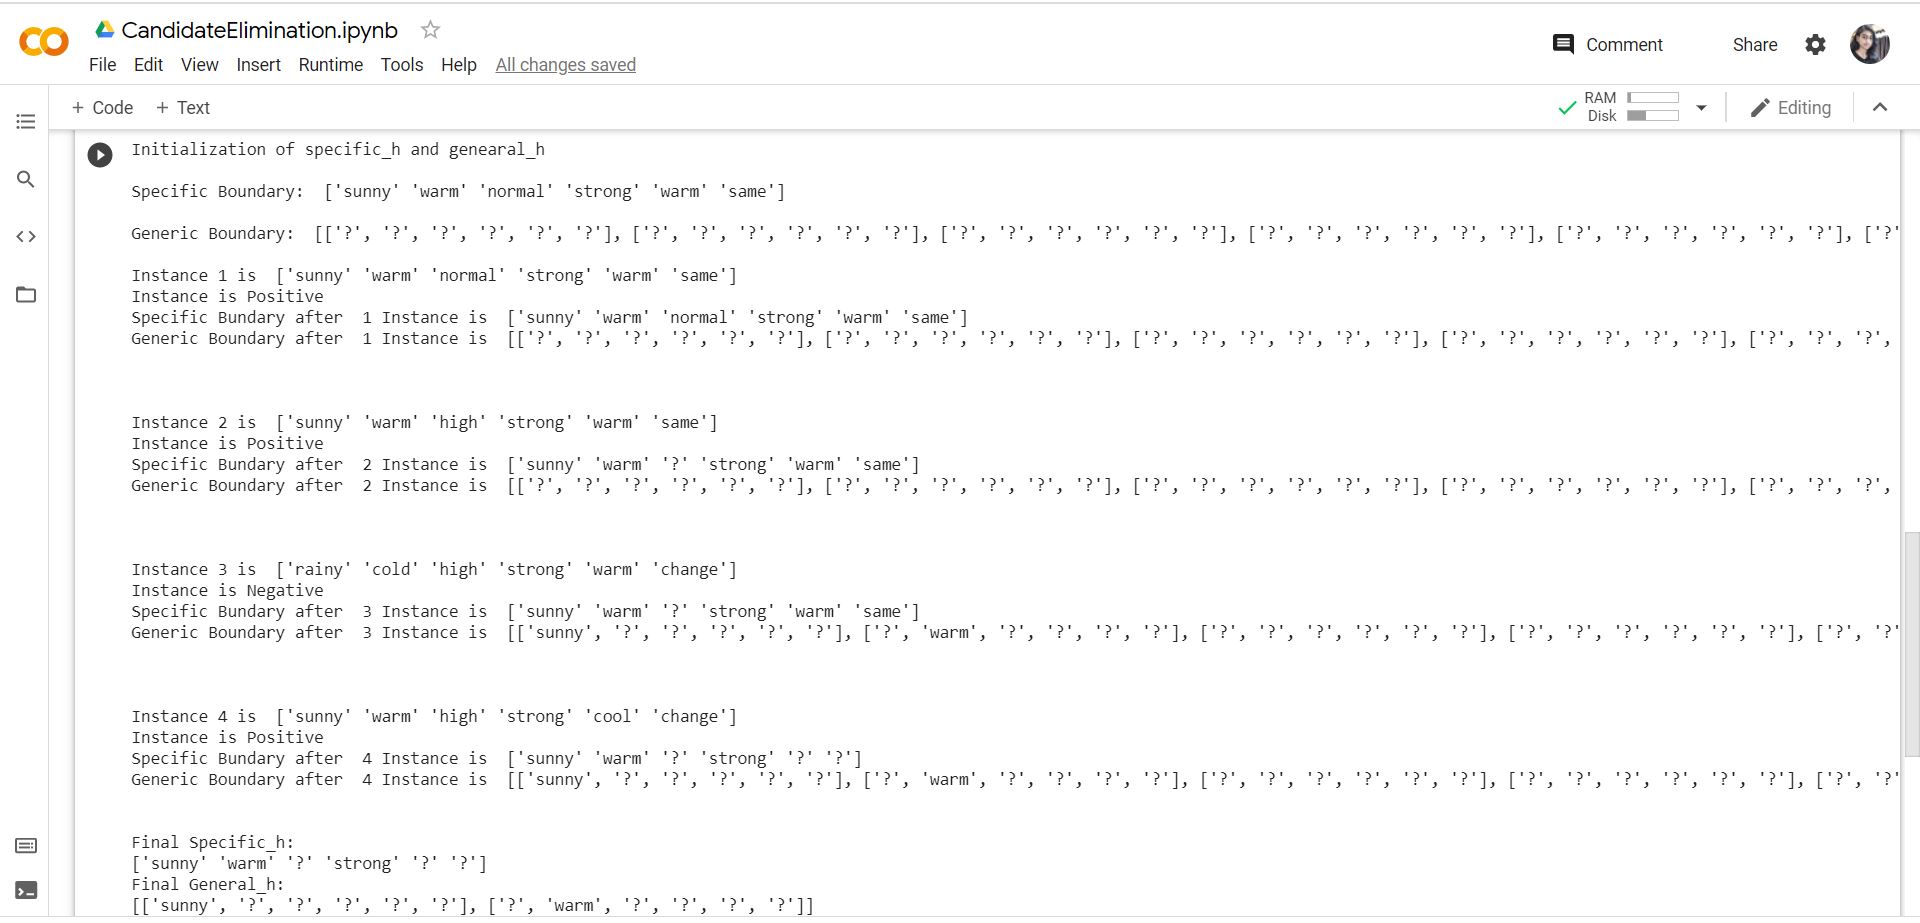 CandidateElimination.ipynb
File Edit View Insert Runtime Tools Help All changes saved
Comment Share
+ Code + Text
RAM
Disk
Editing
Initialization of specific_h and genearal_h
Specific Boundary:  ['sunny' 'warm' 'normal' 'strong' 'warm' 'same']
Generic Boundary:  [['?', '?', '?', '?', '?', '?'], ['?', '?', '?', '?', '?', '?'], ['?', '?', '?', '?', '?', '?'], ['?', '?', '?', '?', '?', '?'], ['?', '?', '?', '?', '?', '?'], ['?'
Instance 1 is  ['sunny' 'warm' 'normal' 'strong' 'warm' 'same']
Instance is Positive
Specific Bundary after  1 Instance is  ['sunny' 'warm' 'normal' 'strong' 'warm' 'same']
Generic Boundary after  1 Instance is  [['?', '?', '?', '?', '?', '?'], ['?', '?', '?', '?', '?', '?'], ['?', '?', '?', '?', '?', '?'], ['?', '?', '?', '?', '?', '?'], ['?', '?', '?',
Instance 2 is  ['sunny' 'warm' 'high' 'strong' 'warm' 'same']
Instance is Positive
Specific Bundary after  2 Instance is  ['sunny' 'warm' '?' 'strong' 'warm' 'same']
Generic Boundary after  2 Instance is  [['?', '?', '?', '?', '?', '?'], ['?', '?', '?', '?', '?', '?'], ['?', '?', '?', '?', '?', '?'], ['?', '?', '?', '?', '?', '?'], ['?', '?', '?',
Instance 3 is  ['rainy' 'cold' 'high' 'strong' 'warm' 'change']
Instance is Negative
Specific Bundary after  3 Instance is  ['sunny' 'warm' '?' 'strong' 'warm' 'same']
Generic Boundary after  3 Instance is  [['sunny', '?', '?', '?', '?', '?'], ['?', 'warm', '?', '?', '?', '?'], ['?', '?', '?', '?', '?', '?'], ['?', '?', '?', '?', '?', '?'], ['?', '?'
Instance 4 is  ['sunny' 'warm' 'high' 'strong' 'cool' 'change']
Instance is Positive
Specific Bundary after  4 Instance is  ['sunny' 'warm' '?' 'strong' '?' '?']
Generic Boundary after  4 Instance is  [['sunny', '?', '?', '?', '?', '?'], ['?', 'warm', '?', '?', '?', '?'], ['?', '?', '?', '?', '?', '?'], ['?', '?', '?', '?', '?', '?'], ['?', '?'
Final Specific_h:
['sunny' 'warm' '?' 'strong' '?' '?']
Final General_h:
[['sunny', '?', '?', '?', '?', '?'], ['?', 'warm', '?', '?', '?', '?']]